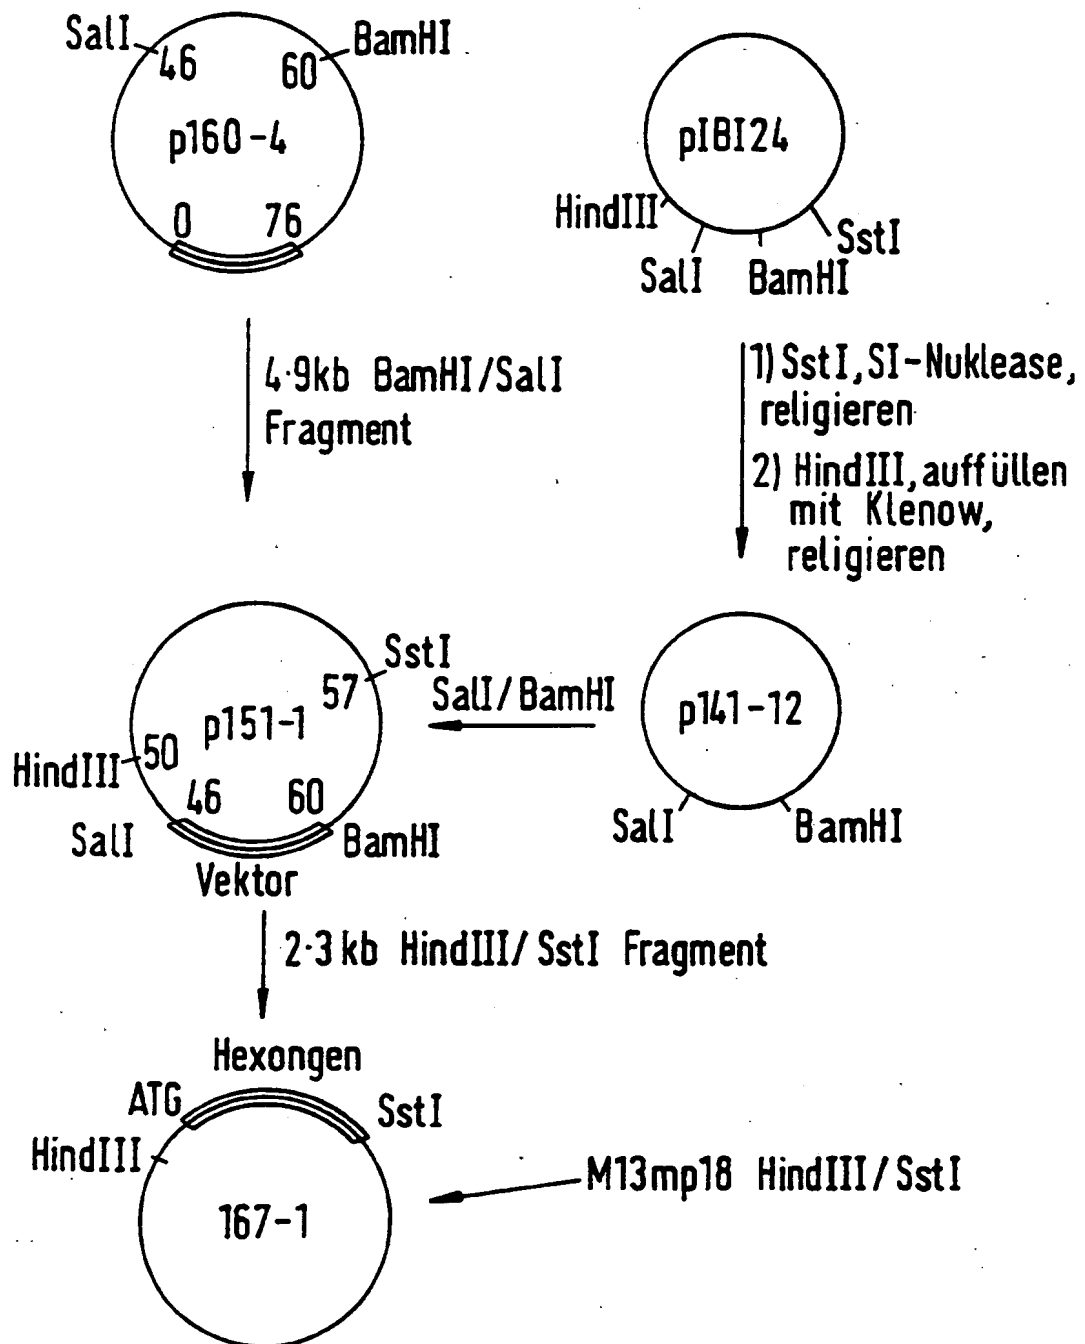 SalI
46
60
BamHI
p160-4
0
76
pIBI24
HindIII
SalI
BamHI
SstI
4·9kb BamHI/SalI
Fragment
1) SstI, SI-Nuklease,
religieren
2) HindIII, auffüllen
mit Klenow,
religieren
SstI
57
p151-1
50
HindIII
46
60
SalI
BamHI
Vektor
SalI/BamHI
p141-12
SalI
BamHI
2·3kb HindIII/SstI Fragment
Hexongen
ATG
SstI
HindIII
167-1
M13mp18 HindIII/SstI